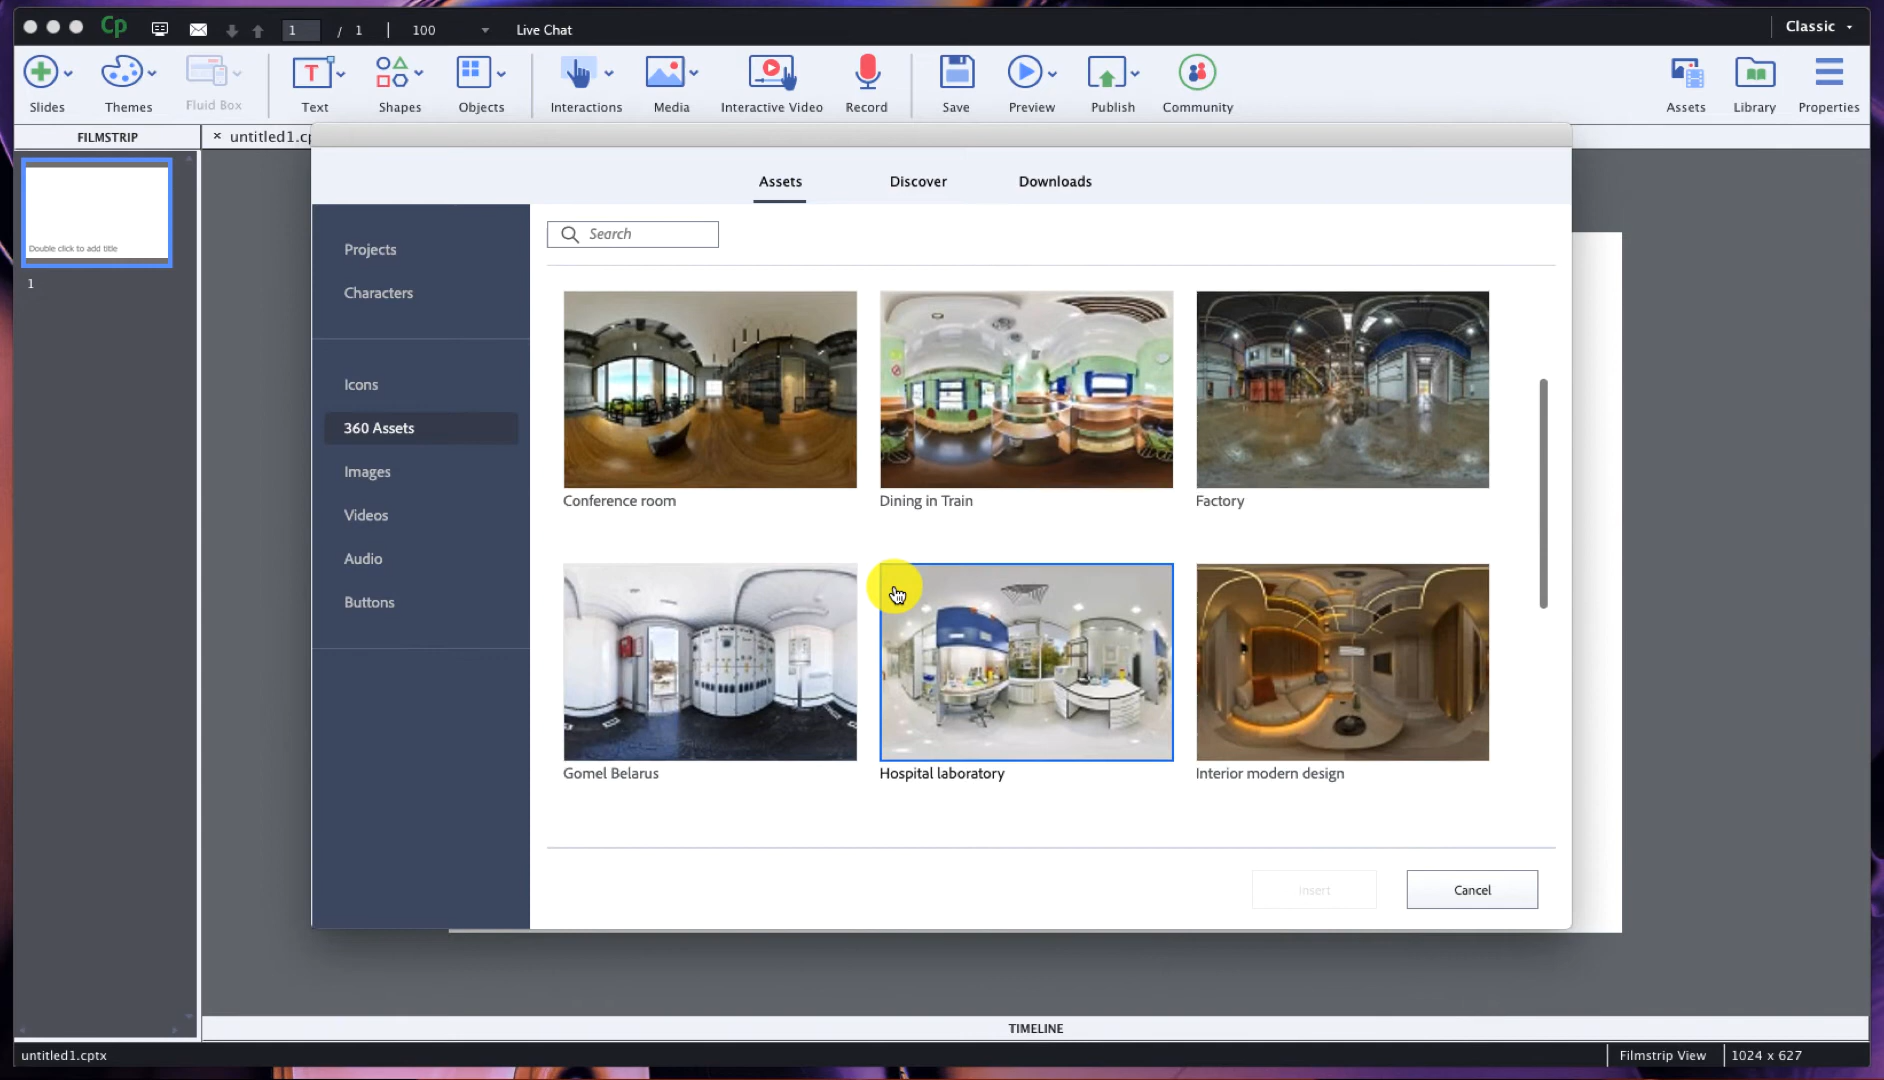 Cp 1 / 1 100 Live Chat Classic
Slides Themes Fluid Box Text Shapes Objects Interactions Media Interactive Video Record Save Preview Publish Community Assets Library Properties
FILMSTRIP × untitled1.cp
Assets Discover Downloads
Double click to add title
1
Projects
Characters
Icons
360 Assets
Images
Videos
Audio
Buttons
Search
Conference room Dining in Train Factory
Gomel Belarus Hospital laboratory Interior modern design
Insert Cancel
TIMELINE
untitled1.cptx Filmstrip View 1024 x 627